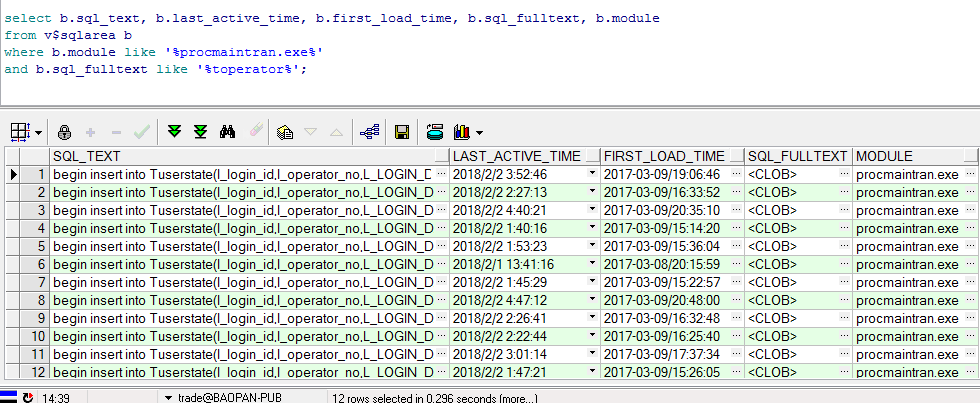 select b.sql_text, b.last_active_time, b.first_load_time, b.sql_fulltext, b.module
from v$sqlarea b
where b.module like '%procmaintran.exe%'
and b.sql_fulltext like '%toperator%';
SQL_TEXT LAST_ACTIVE_TIME FIRST_LOAD_TIME SQL_FULLTEXT MODULE
1 begin insert into Tuserstate(l_login_id,l_operator_no,L_LOGIN_D ... 2018/2/2 3:52:46 2017-03-09/19:06:46 ... <CLOB> ... procmaintran.exe ...
2 begin insert into Tuserstate(l_login_id,l_operator_no,L_LOGIN_D ... 2018/2/2 2:27:13 2017-03-09/16:33:52 ... <CLOB> ... procmaintran.exe ...
3 begin insert into Tuserstate(l_login_id,l_operator_no,L_LOGIN_D ... 2018/2/2 4:40:21 2017-03-09/20:35:10 ... <CLOB> ... procmaintran.exe ...
4 begin insert into Tuserstate(l_login_id,l_operator_no,L_LOGIN_D ... 2018/2/2 1:40:16 2017-03-09/15:14:20 ... <CLOB> ... procmaintran.exe ...
5 begin insert into Tuserstate(l_login_id,l_operator_no,L_LOGIN_D ... 2018/2/2 1:53:23 2017-03-09/15:36:04 ... <CLOB> ... procmaintran.exe ...
6 begin insert into Tuserstate(l_login_id,l_operator_no,L_LOGIN_D ... 2018/2/1 13:41:16 2017-03-08/20:15:59 ... <CLOB> ... procmaintran.exe ...
7 begin insert into Tuserstate(l_login_id,l_operator_no,L_LOGIN_D ... 2018/2/2 1:45:29 2017-03-09/15:22:57 ... <CLOB> ... procmaintran.exe ...
8 begin insert into Tuserstate(l_login_id,l_operator_no,L_LOGIN_D ... 2018/2/2 4:47:12 2017-03-09/20:48:00 ... <CLOB> ... procmaintran.exe ...
9 begin insert into Tuserstate(l_login_id,l_operator_no,L_LOGIN_D ... 2018/2/2 2:26:41 2017-03-09/16:32:48 ... <CLOB> ... procmaintran.exe ...
10 begin insert into Tuserstate(l_login_id,l_operator_no,L_LOGIN_D ... 2018/2/2 2:22:44 2017-03-09/16:25:40 ... <CLOB> ... procmaintran.exe ...
11 begin insert into Tuserstate(l_login_id,l_operator_no,L_LOGIN_D ... 2018/2/2 3:01:14 2017-03-09/17:37:34 ... <CLOB> ... procmaintran.exe ...
12 begin insert into Tuserstate(l_login_id,l_operator_no,L_LOGIN_D ... 2018/2/2 1:47:21 2017-03-09/15:26:05 ... <CLOB> ... procmaintran.exe ...
14:39 trade@BAOPAN-PUB 12 rows selected in 0.296 seconds (more...)